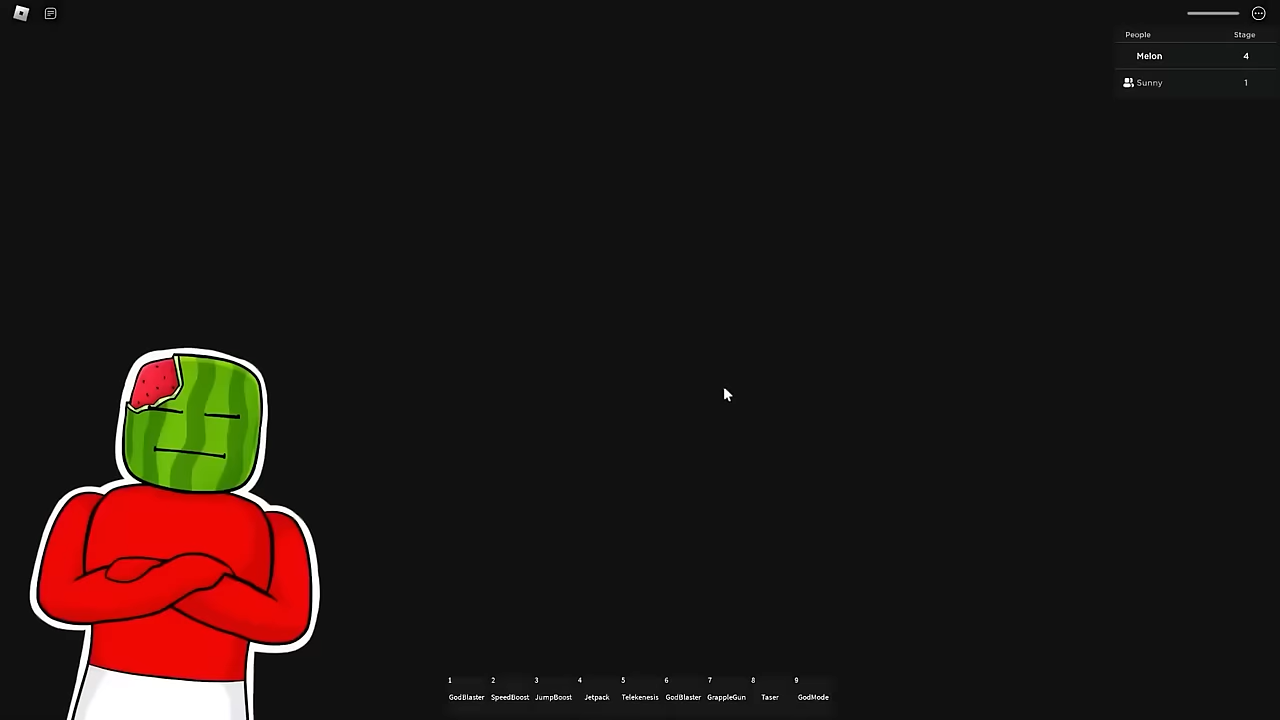 People Stage
Melon 4
Sunny 1
1 2 3 4 5 6 7 8 9
GodBlaster SpeedBoost JumpBoost Jetpack Telekenesis GodBlaster GrappleGun Taser GodMode